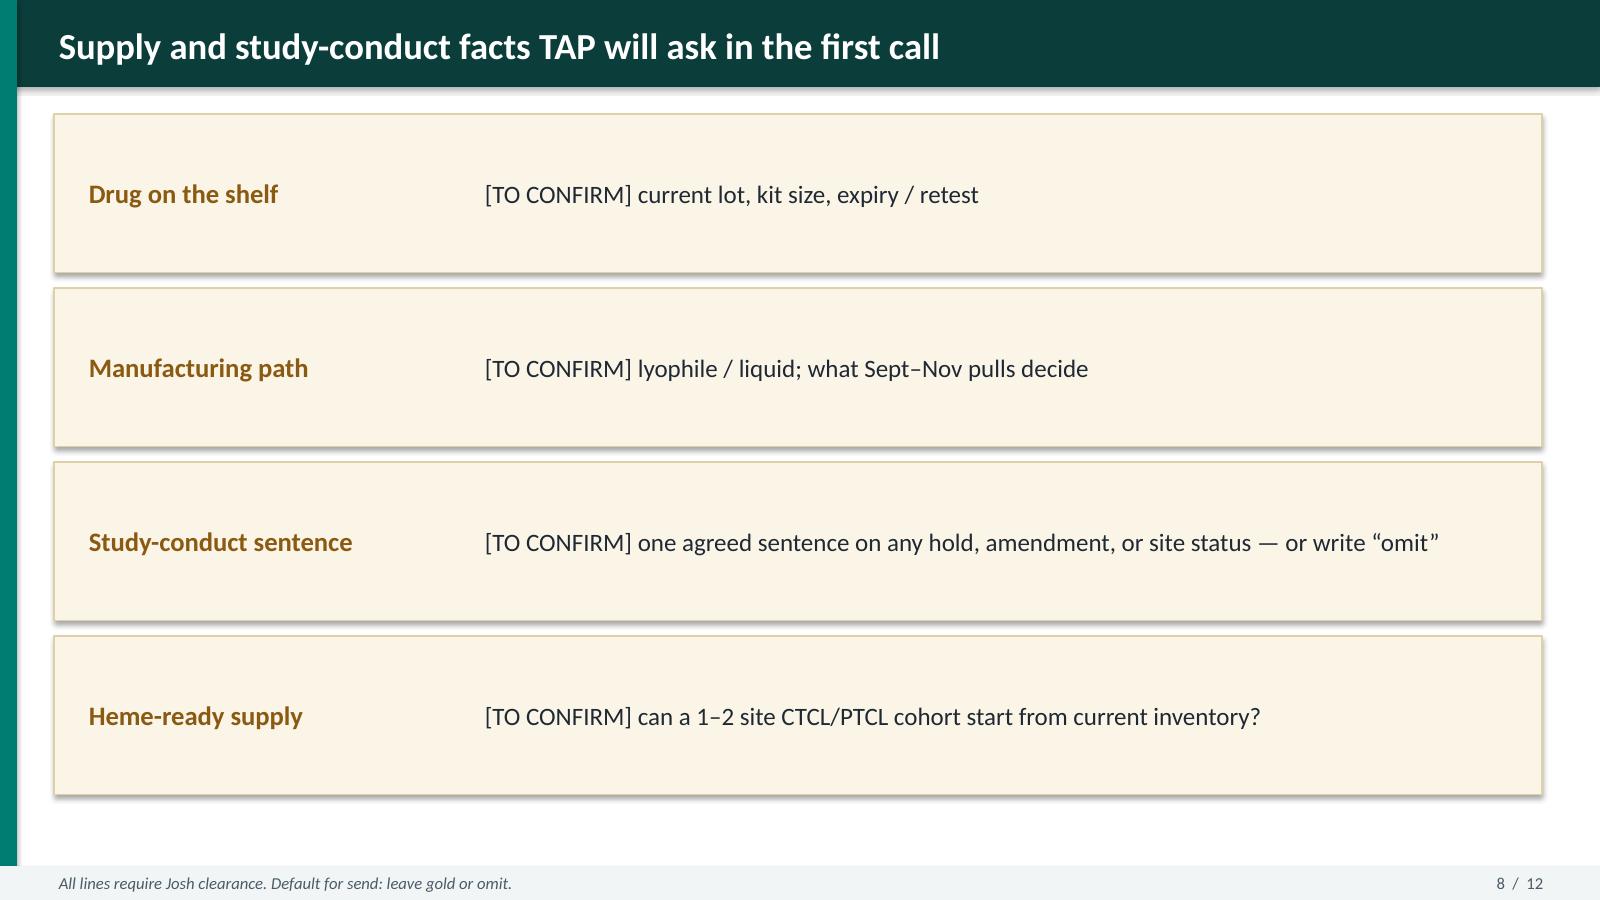 Supply and study-conduct facts TAP will ask in the first call
Drug on the shelf
[TO CONFIRM] current lot, kit size, expiry / retest
Manufacturing path
[TO CONFIRM] lyophile / liquid; what Sept–Nov pulls decide
Study-conduct sentence
[TO CONFIRM] one agreed sentence on any hold, amendment, or site status — or write “omit”
Heme-ready supply
[TO CONFIRM] can a 1–2 site CTCL/PTCL cohort start from current inventory?
All lines require Josh clearance. Default for send: leave gold or omit.
8 / 12